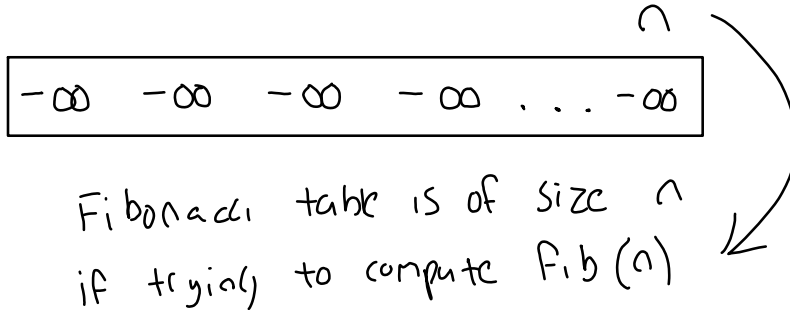 n
-∞ -∞ -∞ -∞ . . . -∞
Fibonacci table is of size n
if trying to compute Fib(n)